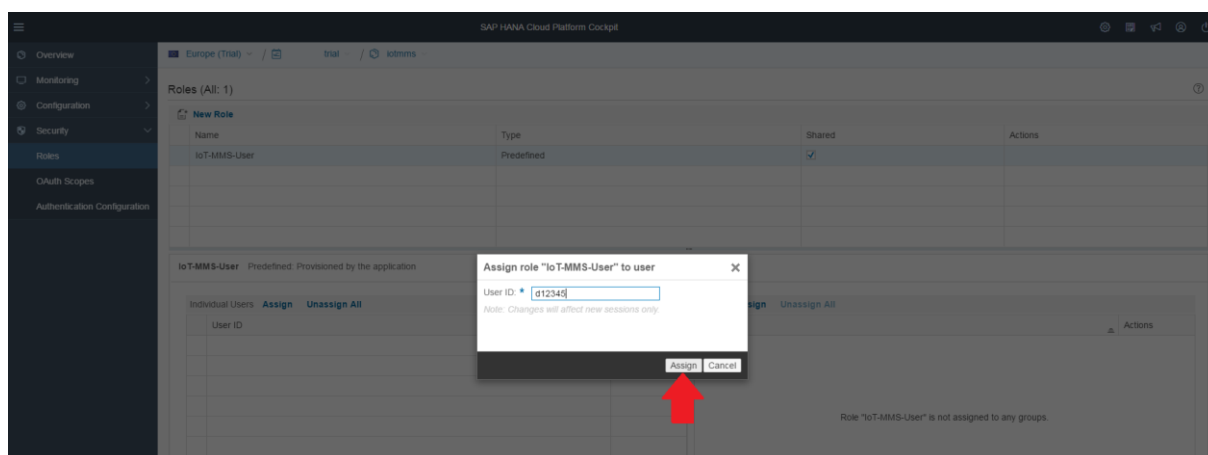 SAP HANA Cloud Platform Cockpit
Overview
Monitoring
Configuration
Security
Roles
OAuth Scopes
Authentication Configuration
Europe (Trial) / trial / iotmms
Roles (All: 1)
New Role
Name Type Shared Actions
IoT-MMS-User Predefined
IoT-MMS-User Predefined: Provisioned by the application
Individual Users Assign Unassign All
User ID
Assign role "IoT-MMS-User" to user
User ID: * d12345
Note: Changes will affect new sessions only.
Assign Cancel
Unassign All
Actions
Role "IoT-MMS-User" is not assigned to any groups.